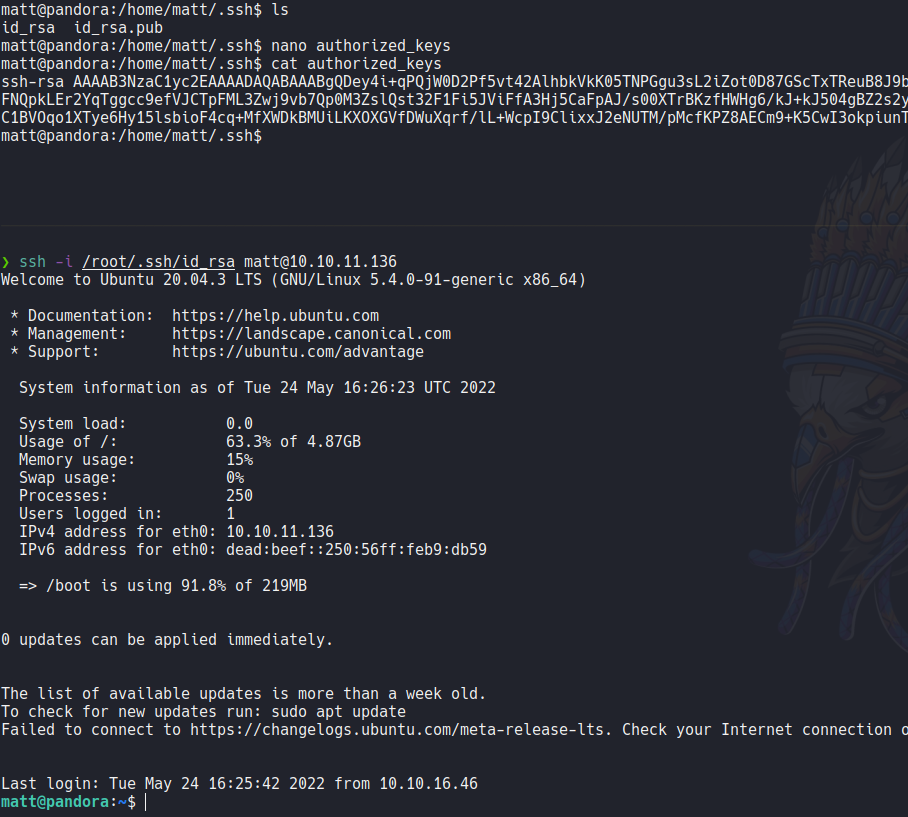 matt@pandora:/home/matt/.ssh$ ls
id_rsa  id_rsa.pub
matt@pandora:/home/matt/.ssh$ nano authorized_keys
matt@pandora:/home/matt/.ssh$ cat authorized_keys
ssh-rsa AAAAB3NzaC1yc2EAAAADAQABAAABgQDey4i+qPQjW0D2Pf5vt42AlhbkVkK05TNPGgu3sL2iZot0D87GScTxTReuB8J9b
FNQpkLEr2YqTggcc9efVJCTpFML3Zwj9vb7Qp0M3ZslQst32F1Fi5JViFfA3Hj5CaFpAJ/s00XTrBKzfHWHg6/kJ+kJ504gBZ2s2y
C1BVOqo1XTye6Hy15lsbioF4cq+MfXWDkBMUiLKXOXGVfDWuXqrf/lL+WcpI9ClixxJ2eNUTM/pMcfKPZ8AECm9+K5CwI3okpiunT
matt@pandora:/home/matt/.ssh$
❯ ssh -i /root/.ssh/id_rsa matt@10.10.11.136
Welcome to Ubuntu 20.04.3 LTS (GNU/Linux 5.4.0-91-generic x86_64)
* Documentation:  https://help.ubuntu.com
* Management:     https://landscape.canonical.com
* Support:        https://ubuntu.com/advantage
System information as of Tue 24 May 16:26:23 UTC 2022
System load:           0.0
Usage of /:            63.3% of 4.87GB
Memory usage:          15%
Swap usage:            0%
Processes:             250
Users logged in:       1
IPv4 address for eth0: 10.10.11.136
IPv6 address for eth0: dead:beef::250:56ff:feb9:db59
=> /boot is using 91.8% of 219MB
0 updates can be applied immediately.
The list of available updates is more than a week old.
To check for new updates run: sudo apt update
Failed to connect to https://changelogs.ubuntu.com/meta-release-lts. Check your Internet connection o
Last login: Tue May 24 16:25:42 2022 from 10.10.16.46
matt@pandora:~$